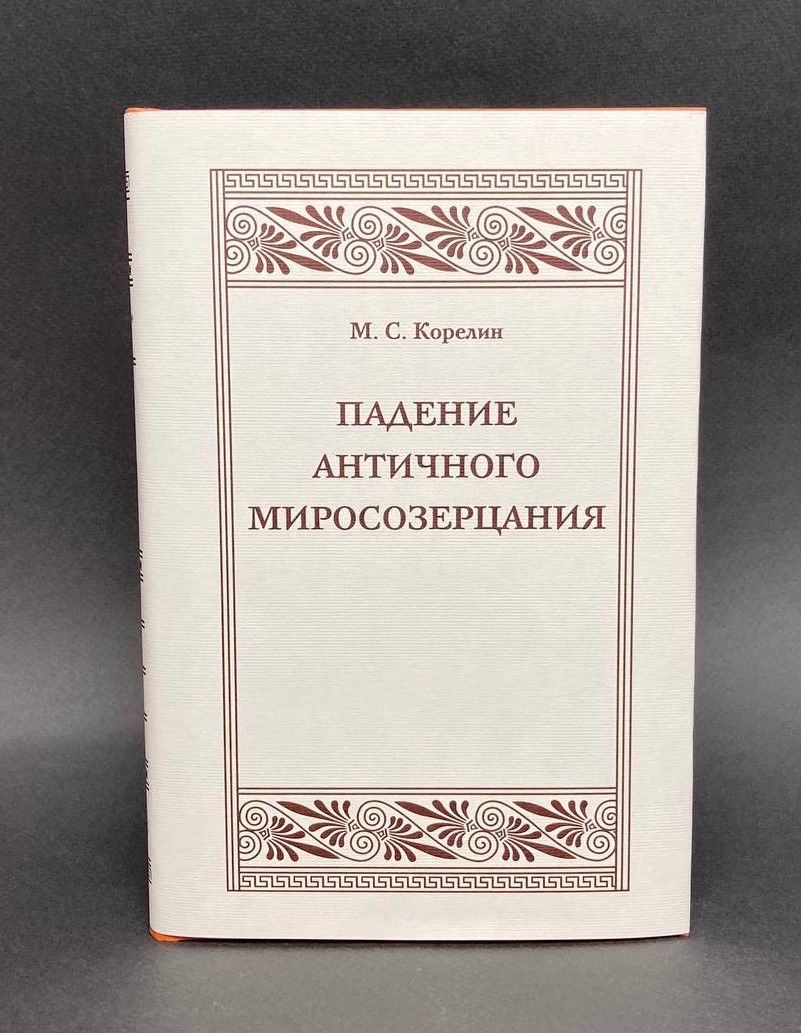 М. С. Корелин
ПАДЕНИЕ
АНТИЧНОГО
МИРОСОЗЕРЦАНИЯ